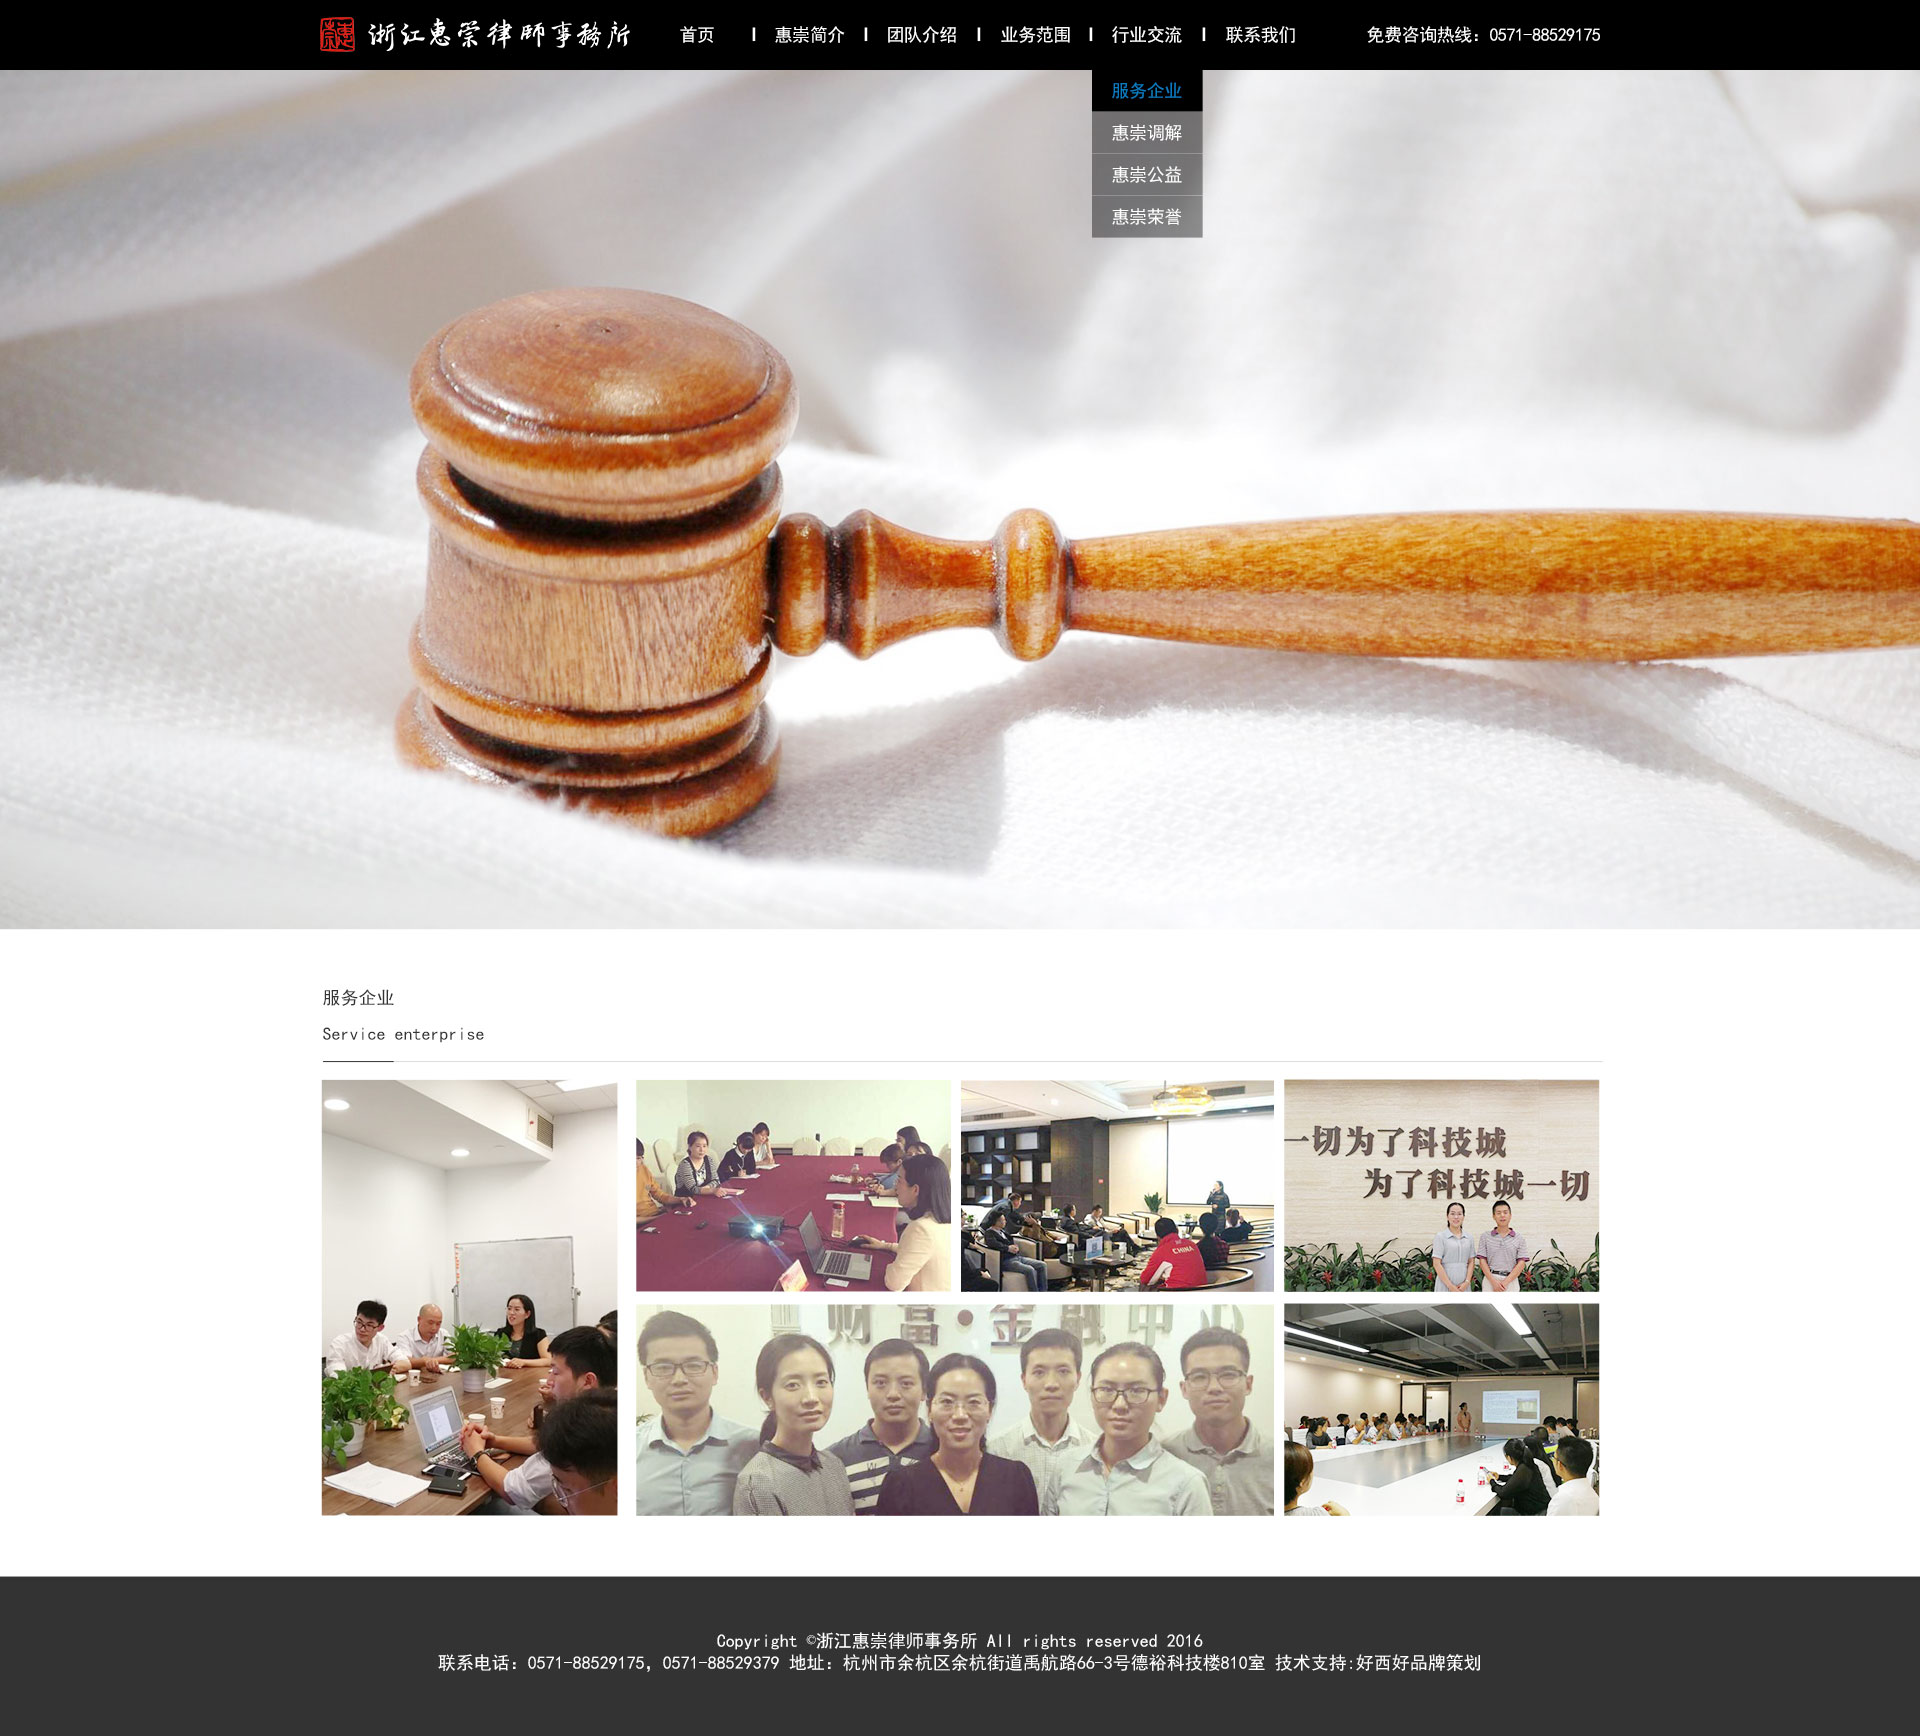 惠崇 浙江惠崇律師事務所 首页 惠崇简介 团队介绍 业务范围 行业交流 联系我们 免费咨询热线：0571-88529175
服务企业
惠崇调解
惠崇公益
惠崇荣誉
服务企业
Service enterprise
一切为了科技城
为了科技城一切
CHINA
财富·金融中心
Copyright ©浙江惠崇律师事务所 All rights reserved 2016
联系电话：0571-88529175，0571-88529379 地址：杭州市余杭区余杭街道禹航路66-3号德裕科技楼810室 技术支持:好西好品牌策划